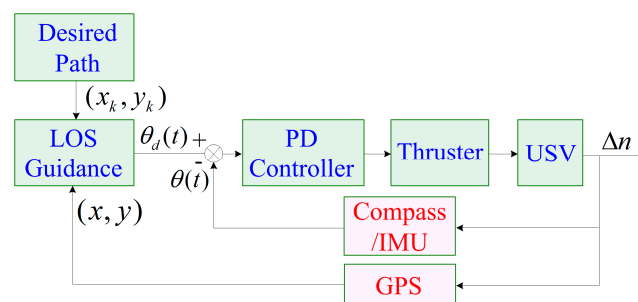 Desired
Path
(x_k, y_k)
LOS
Guidance
θ_d(t) +
θ(t) -
PD
Controller
Thruster
USV
Δn
(x, y)
Compass
/IMU
GPS